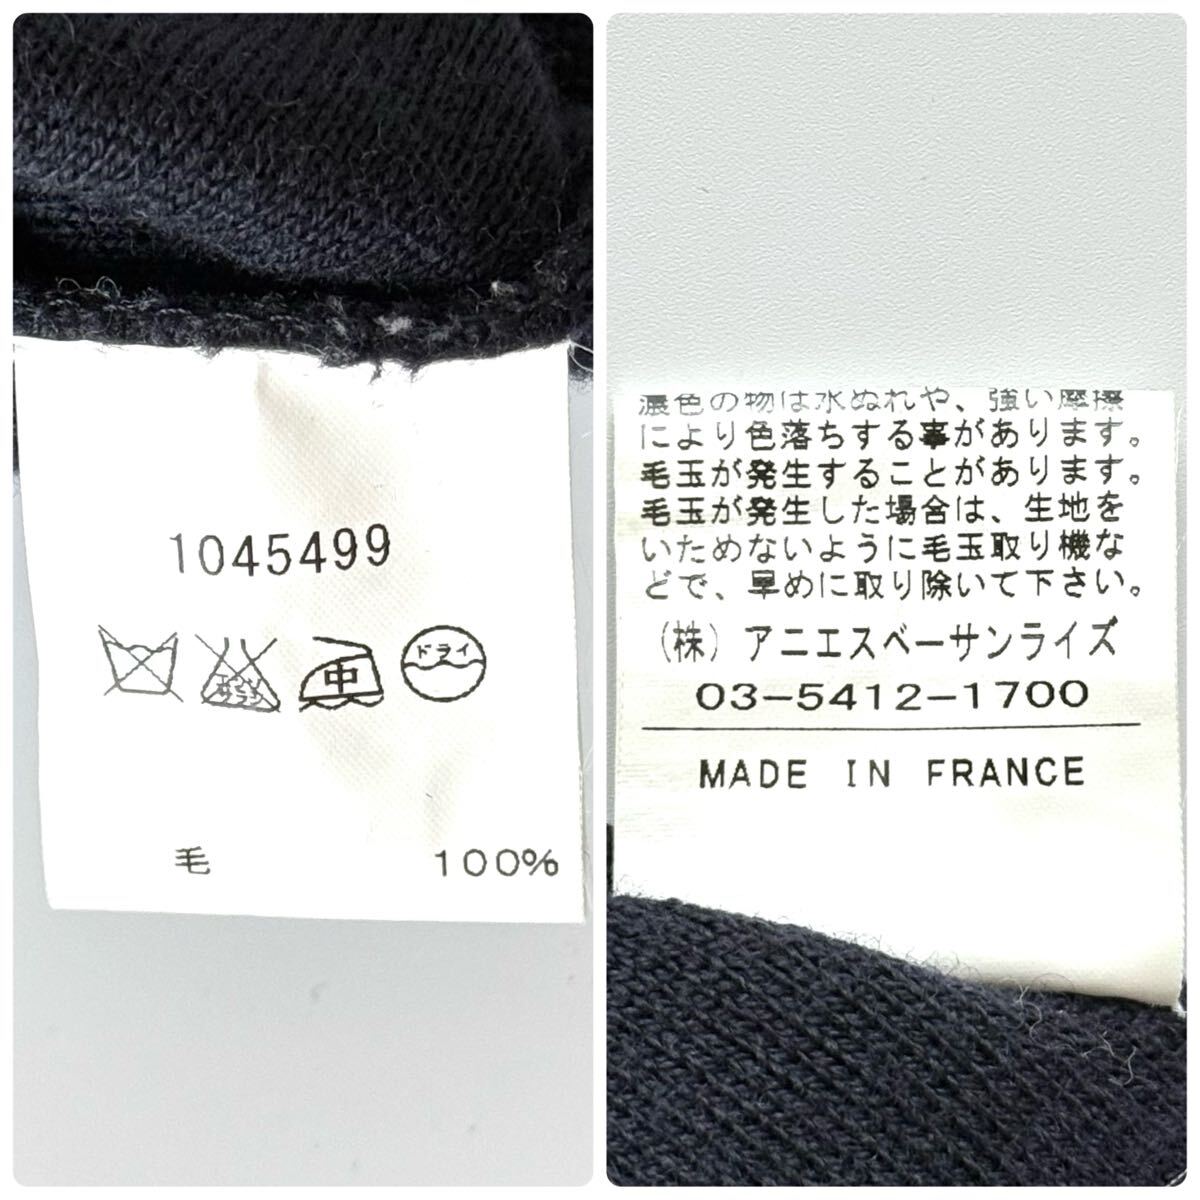 1045499
中
ドライ
毛 100%
濃色の物は水ぬれや、強い摩擦
により色落ちする事があります。
毛玉が発生することがあります。
毛玉が発生した場合は、生地を
いためないように毛玉取り機な
どで、早めに取り除いて下さい。
(株)アニエスベーサンライズ
03-5412-1700
MADE IN FRANCE